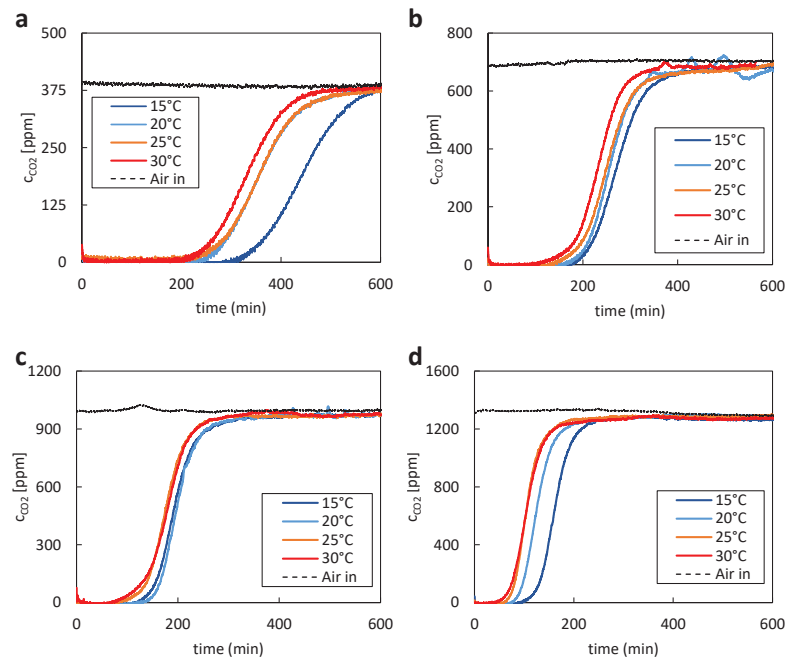 a
500
375
250
125
0
c_CO2 [ppm]
15°C
20°C
25°C
30°C
Air in
0
200
400
600
time (min)
b
800
600
400
200
0
c_CO2 [ppm]
15°C
20°C
25°C
30°C
Air in
0
200
400
600
time (min)
c
1200
900
600
300
0
c_CO2 [ppm]
15°C
20°C
25°C
30°C
Air in
0
200
400
600
time (min)
d
1600
1200
800
400
0
c_CO2 [ppm]
15°C
20°C
25°C
30°C
Air in
0
200
400
600
time (min)